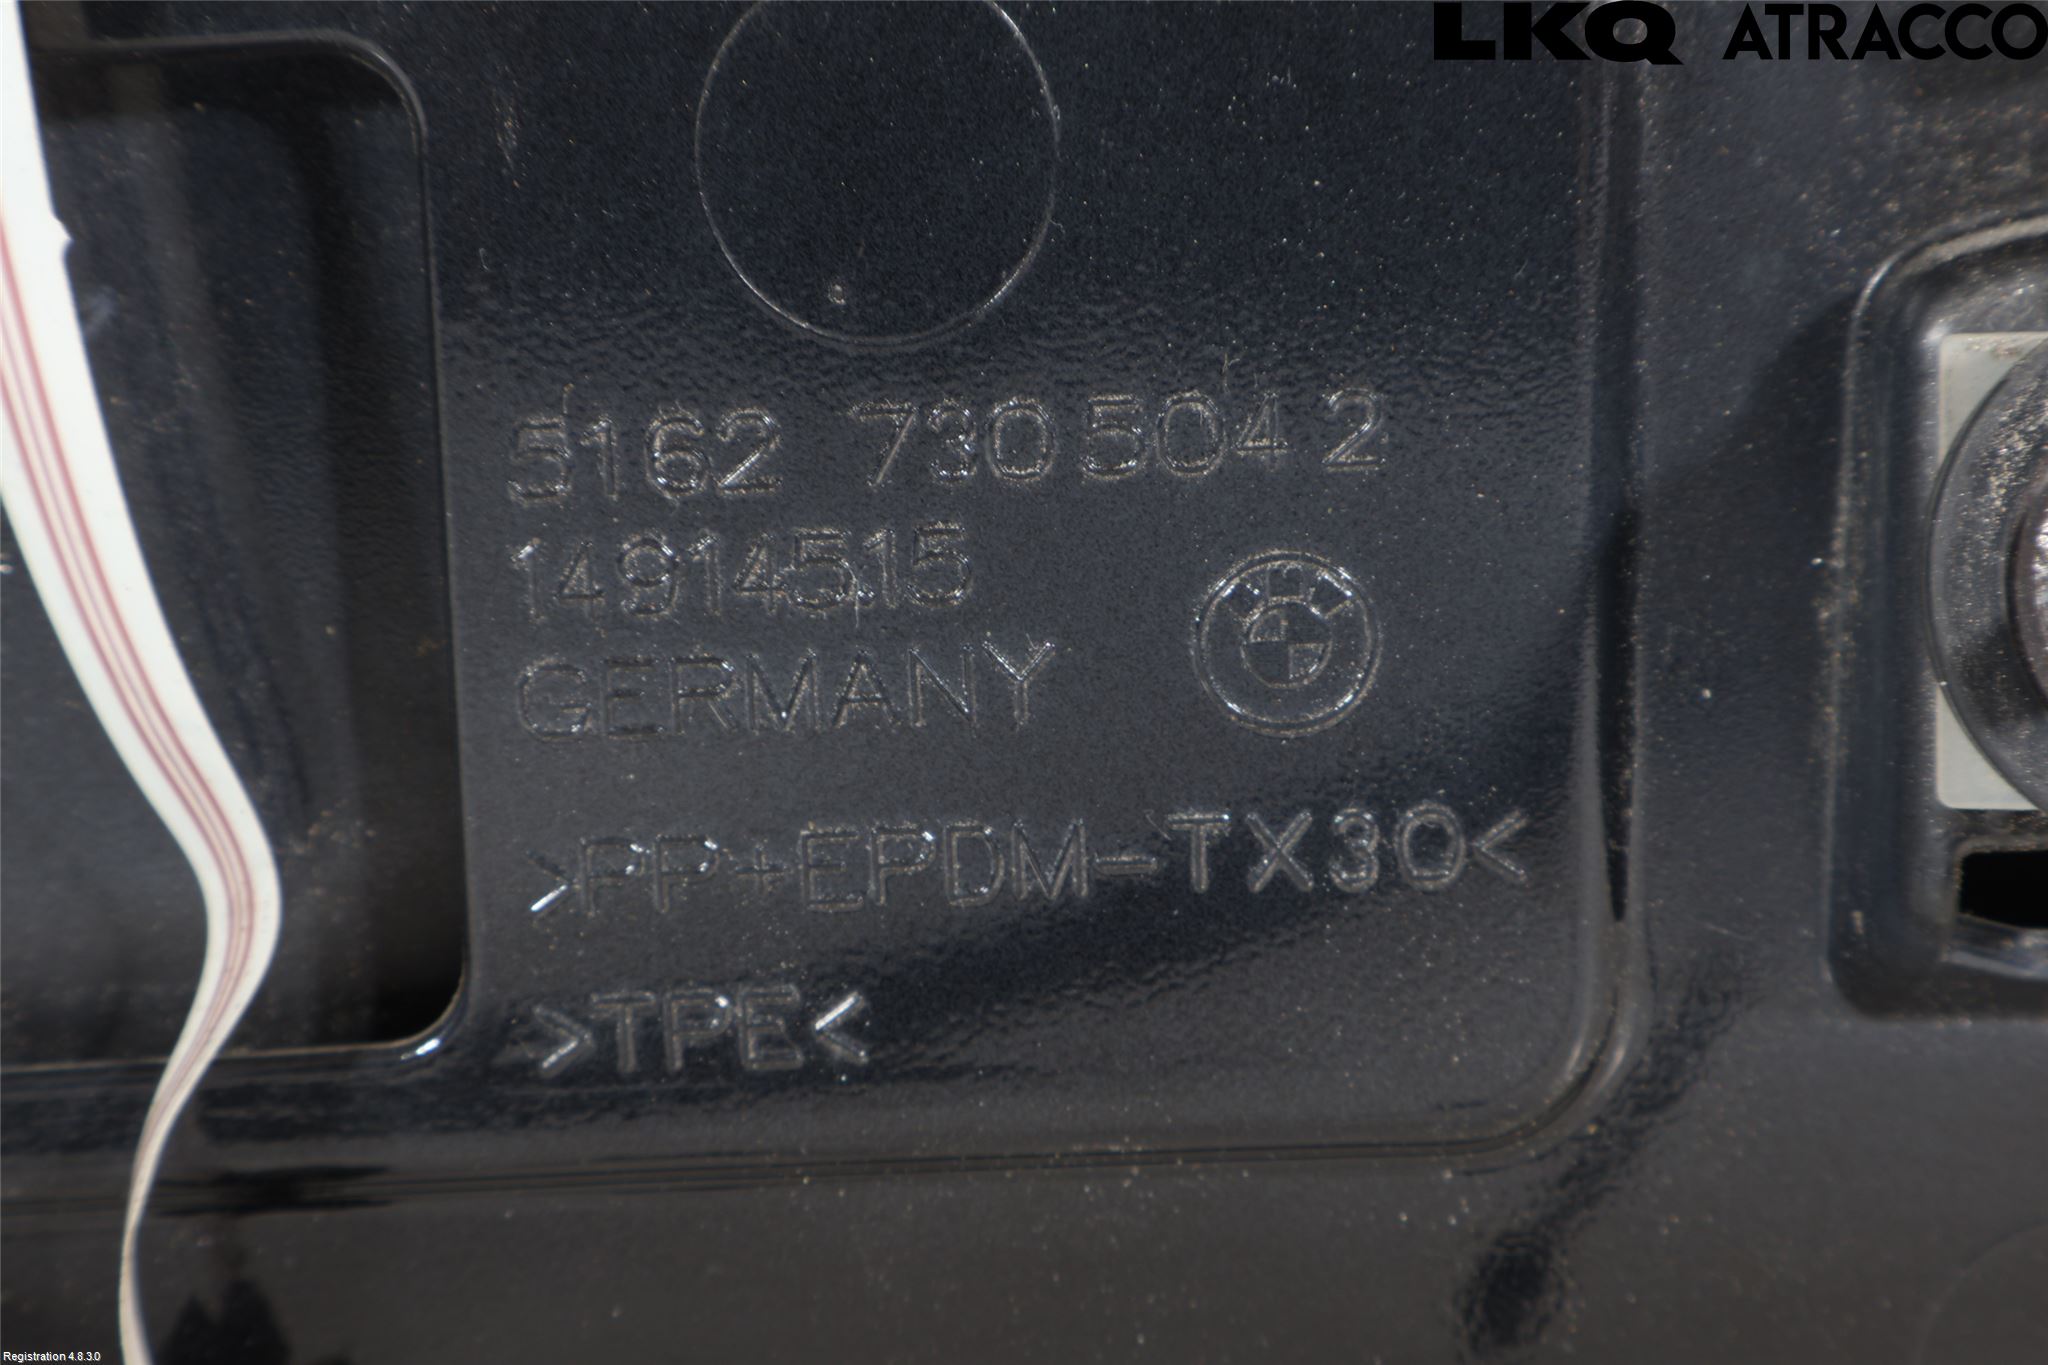 LKQ ATRACCO
5162 7305042
14914515
GERMANY
>PP+EPDM-TX30<
>TPE<
Registration 4.8.3.0